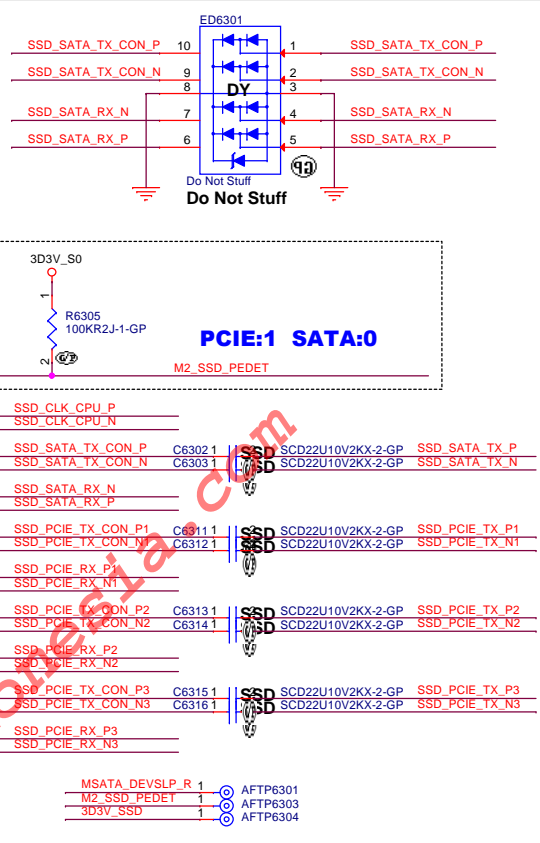 ED6301
SSD_SATA_TX_CON_P 10 1 SSD_SATA_TX_CON_P
SSD_SATA_TX_CON_N 9 2 SSD_SATA_TX_CON_N
8 DY 3
SSD_SATA_RX_N 7 4 SSD_SATA_RX_N
SSD_SATA_RX_P 6 5 SSD_SATA_RX_P
Do Not Stuff
Do Not Stuff
3D3V_S0
1
R6305
100KR2J-1-GP
PCIE:1 SATA:0
2
M2_SSD_PEDET
SSD_CLK_CPU_P
SSD_CLK_CPU_N
SSD_SATA_TX_CON_P C6302 1 SSD SCD22U10V2KX-2-GP SSD_SATA_TX_P
SSD_SATA_TX_CON_N C6303 1 SSD SCD22U10V2KX-2-GP SSD_SATA_TX_N
SSD_SATA_RX_N
SSD_SATA_RX_P
SSD_PCIE_TX_CON_P1 C6311 1 SSD SCD22U10V2KX-2-GP SSD_PCIE_TX_P1
SSD_PCIE_TX_CON_N1 C6312 1 SSD SCD22U10V2KX-2-GP SSD_PCIE_TX_N1
SSD_PCIE_RX_P1
SSD_PCIE_RX_N1
SSD_PCIE_TX_CON_P2 C6313 1 SSD SCD22U10V2KX-2-GP SSD_PCIE_TX_P2
SSD_PCIE_TX_CON_N2 C6314 1 SSD SCD22U10V2KX-2-GP SSD_PCIE_TX_N2
SSD_PCIE_RX_P2
SSD_PCIE_RX_N2
SSD_PCIE_TX_CON_P3 C6315 1 SSD SCD22U10V2KX-2-GP SSD_PCIE_TX_P3
SSD_PCIE_TX_CON_N3 C6316 1 SSD SCD22U10V2KX-2-GP SSD_PCIE_TX_N3
SSD_PCIE_RX_P3
SSD_PCIE_RX_N3
MSATA_DEVSLP_R 1 AFTP6301
M2_SSD_PEDET 1 AFTP6303
3D3V_SSD 1 AFTP6304
onesia.com